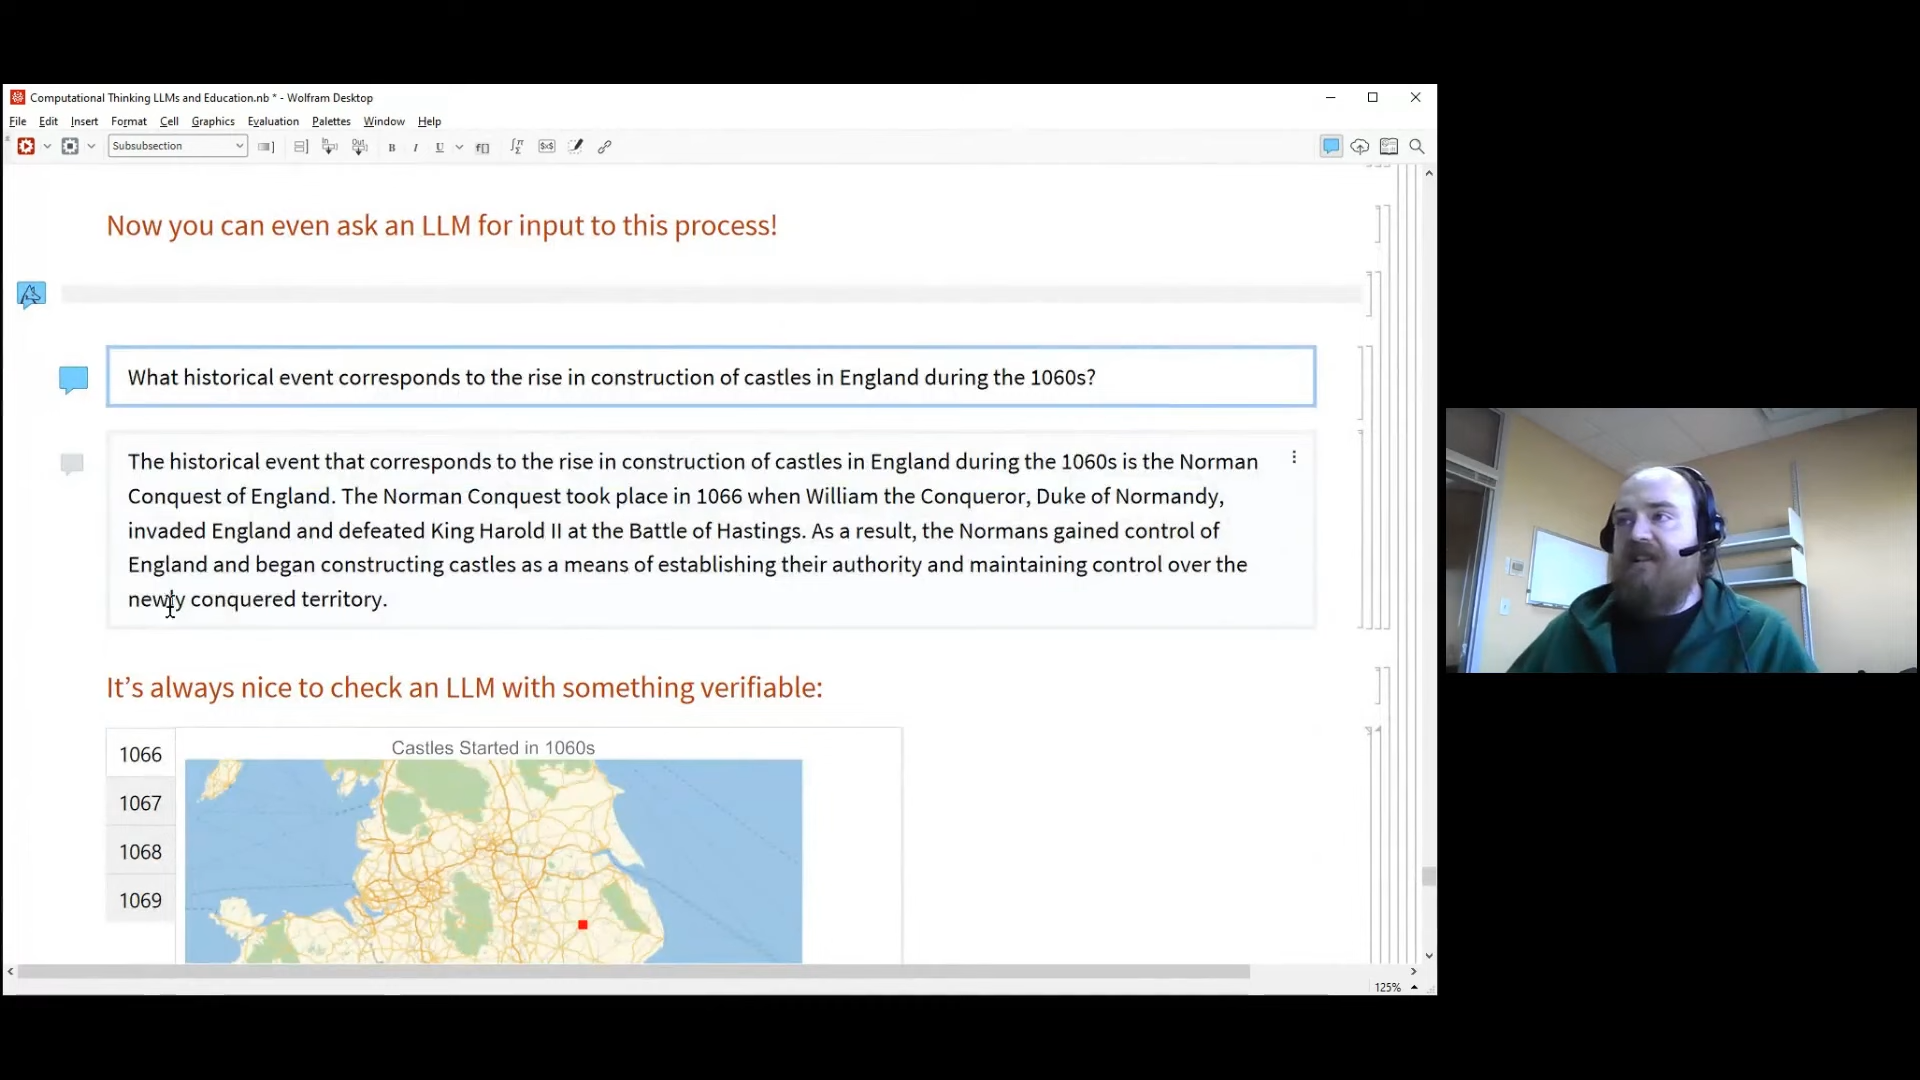 Computational Thinking LLMs and Education.nb * - Wolfram Desktop
File Edit Insert Format Cell Graphics Evaluation Palettes Window Help
Subsubsection
B I U
Now you can even ask an LLM for input to this process!
What historical event corresponds to the rise in construction of castles in England during the 1060s?
The historical event that corresponds to the rise in construction of castles in England during the 1060s is the Norman
Conquest of England. The Norman Conquest took place in 1066 when William the Conqueror, Duke of Normandy,
invaded England and defeated King Harold II at the Battle of Hastings. As a result, the Normans gained control of
England and began constructing castles as a means of establishing their authority and maintaining control over the
newly conquered territory.
It's always nice to check an LLM with something verifiable:
Castles Started in 1060s
1066
1067
1068
1069
125%